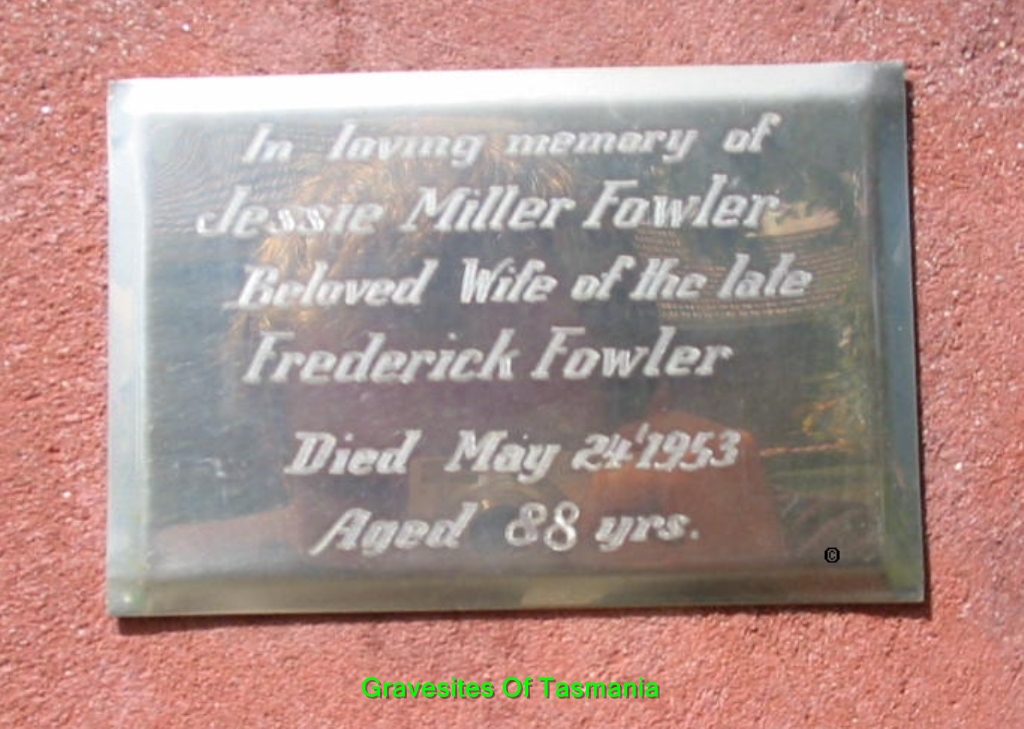 In loving memory of
Jessie Miller Fowler
Beloved Wife of the late
Frederick Fowler
Died May 24' 1953
Aged 88 yrs.
©
Gravesites Of Tasmania